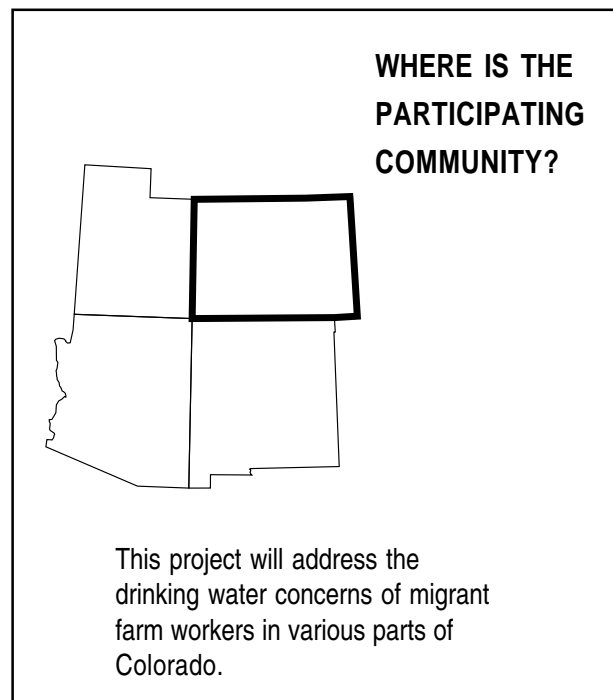 WHERE IS THE
PARTICIPATING
COMMUNITY?
This project will address the
drinking water concerns of migrant
farm workers in various parts of
Colorado.